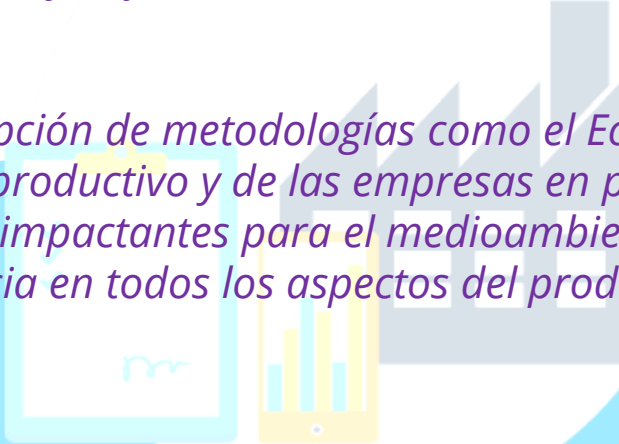 pción de metodologías como el Ec
productivo y de las empresas en p
impactantes para el medioambie
cia en todos los aspectos del prod